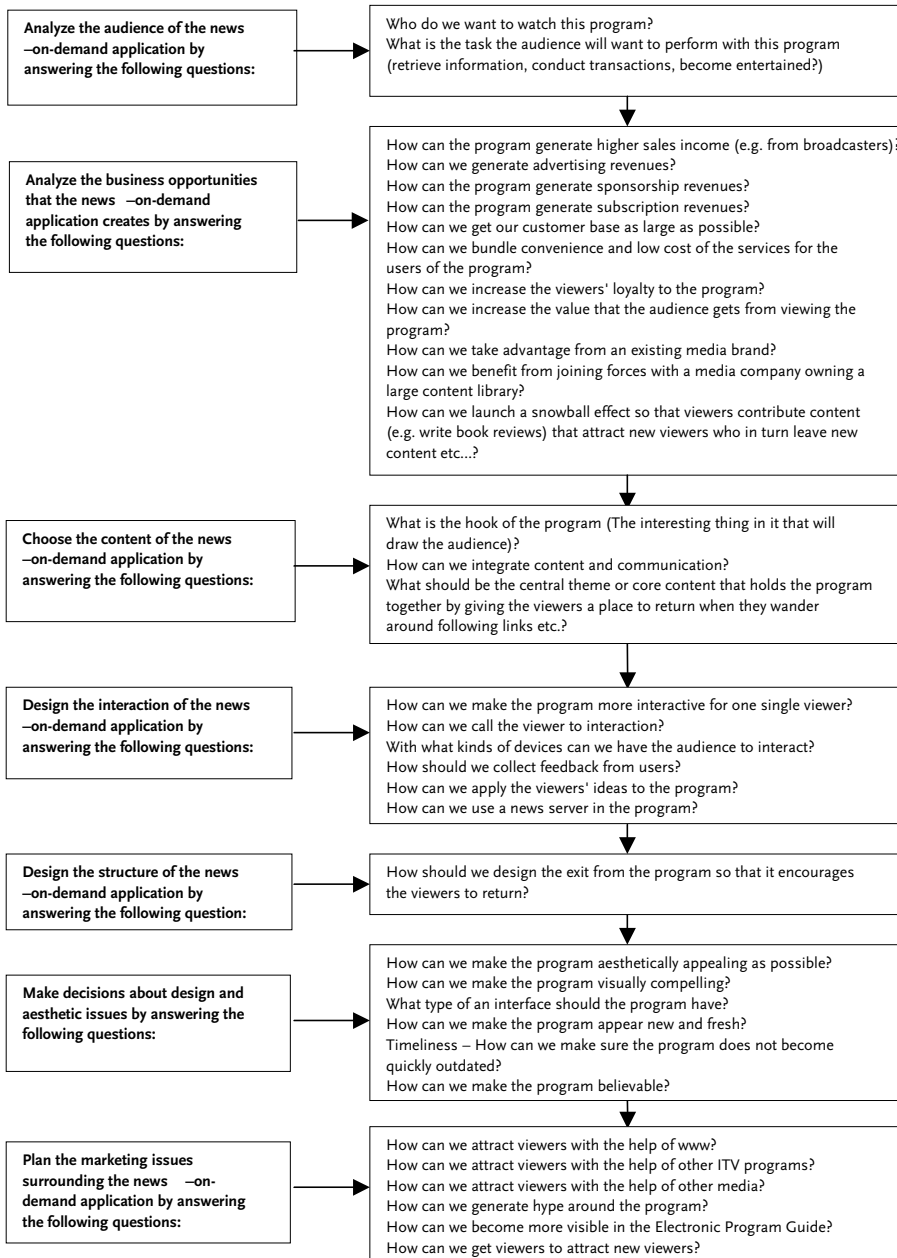 Analyze the audience of the news
–on-demand application by
answering the following questions:
Who do we want to watch this program?
What is the task the audience will want to perform with this program
(retrieve information, conduct transactions, become entertained?)
Analyze the business opportunities
that the news –on-demand
application creates by answering
the following questions:
How can the program generate higher sales income (e.g. from broadcasters)?
How can we generate advertising revenues?
How can the program generate sponsorship revenues?
How can the program generate subscription revenues?
How can we get our customer base as large as possible?
How can we bundle convenience and low cost of the services for the
users of the program?
How can we increase the viewers' loyalty to the program?
How can we increase the value that the audience gets from viewing the
program?
How can we take advantage from an existing media brand?
How can we benefit from joining forces with a media company owning a
large content library?
How can we launch a snowball effect so that viewers contribute content
(e.g. write book reviews) that attract new viewers who in turn leave new
content etc...?
Choose the content of the news
–on-demand application by
answering the following questions:
What is the hook of the program (The interesting thing in it that will
draw the audience)?
How can we integrate content and communication?
What should be the central theme or core content that holds the program
together by giving the viewers a place to return when they wander
around following links etc.?
Design the interaction of the news
–on-demand application by
answering the following questions:
How can we make the program more interactive for one single viewer?
How can we call the viewer to interaction?
With what kinds of devices can we have the audience to interact?
How should we collect feedback from users?
How can we apply the viewers' ideas to the program?
How can we use a news server in the program?
Design the structure of the news
–on-demand application by
answering the following question:
How should we design the exit from the program so that it encourages
the viewers to return?
Make decisions about design and
aesthetic issues by answering the
following questions:
How can we make the program aesthetically appealing as possible?
How can we make the program visually compelling?
What type of an interface should the program have?
How can we make the program appear new and fresh?
Timeliness – How can we make sure the program does not become
quickly outdated?
How can we make the program believable?
Plan the marketing issues
surrounding the news –on-
demand application by answering
the following questions:
How can we attract viewers with the help of www?
How can we attract viewers with the help of other ITV programs?
How can we attract viewers with the help of other media?
How can we generate hype around the program?
How can we become more visible in the Electronic Program Guide?
How can we get viewers to attract new viewers?